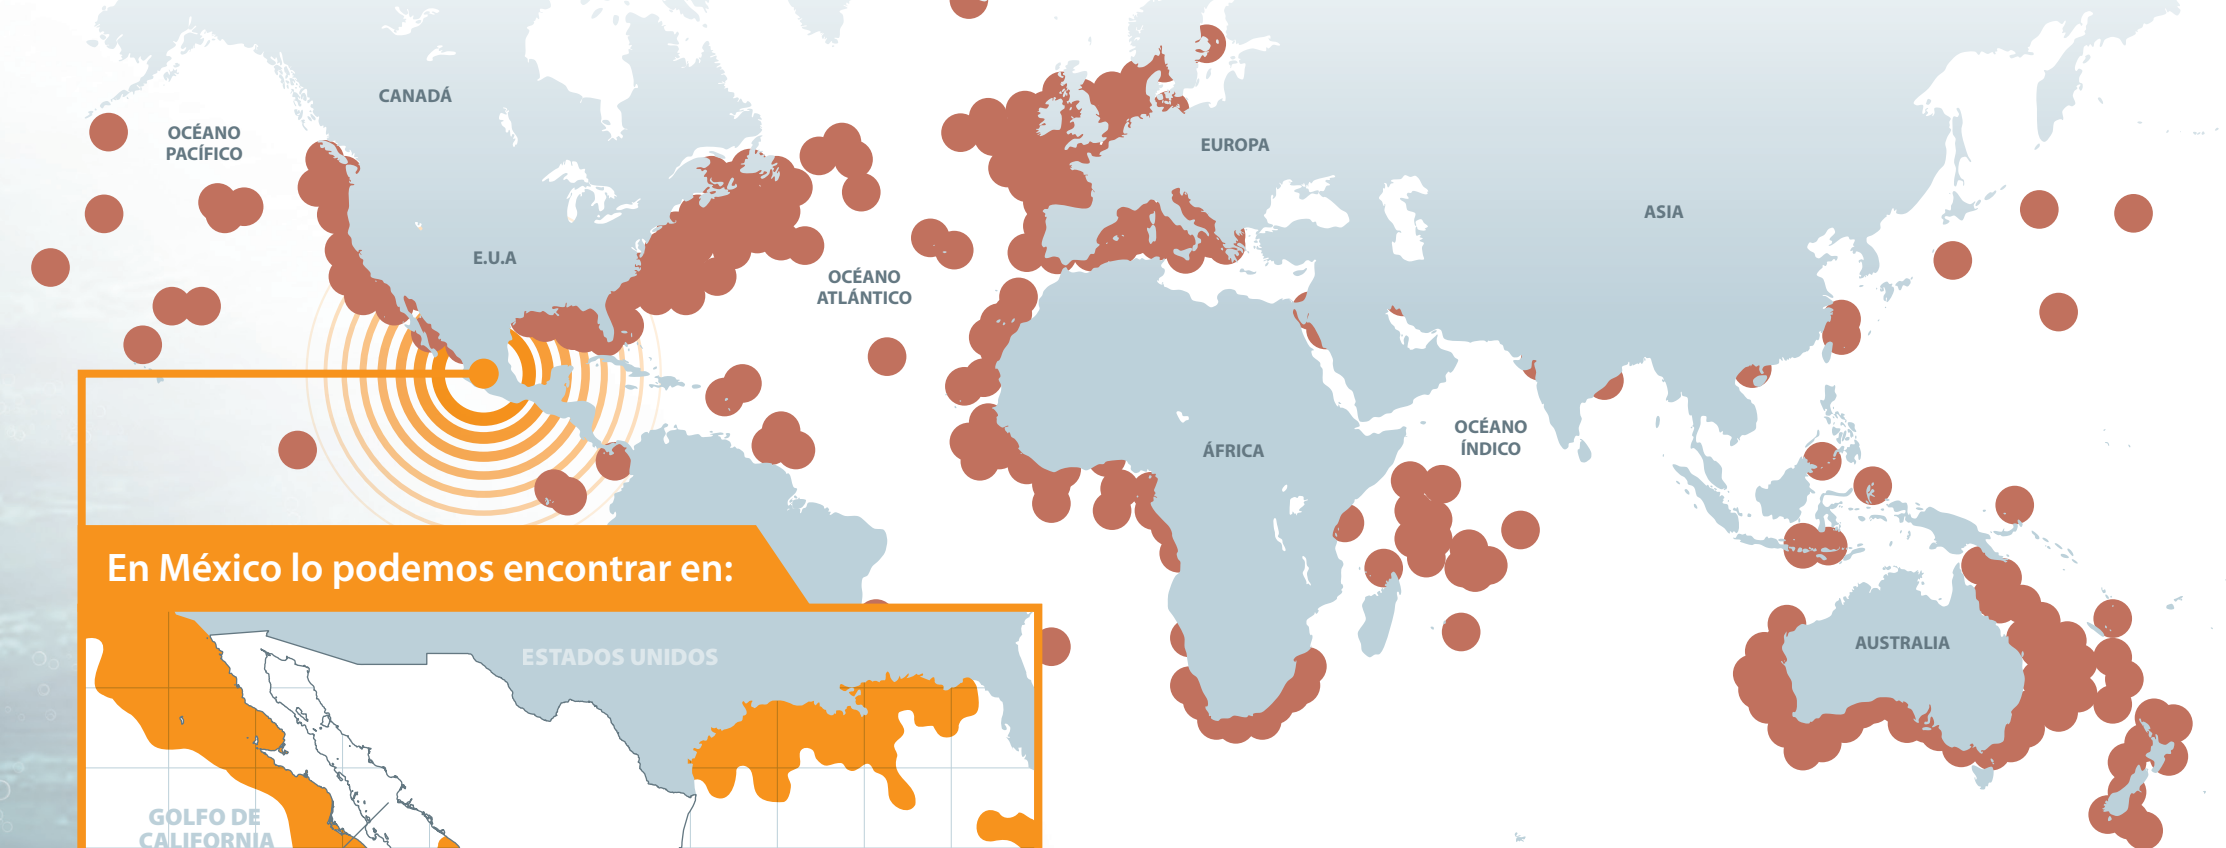 CANADÁ
OCÉANO
PACÍFICO
E.U.A
OCÉANO
ATLÁNTICO
EUROPA
ASIA
ÁFRICA
OCÉANO
ÍNDICO
AUSTRALIA
En México lo podemos encontrar en:
ESTADOS UNIDOS
GOLFO DE
CALIFORNIA